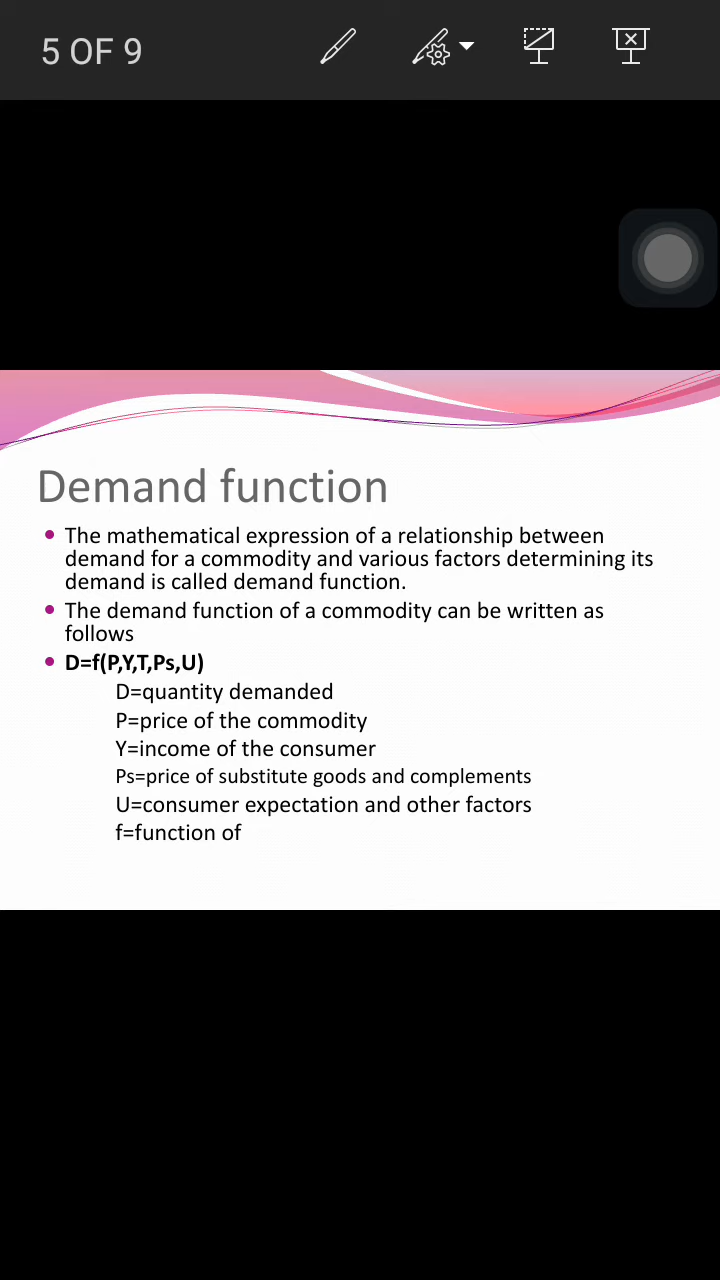 5 OF 9
Demand function
• The mathematical expression of a relationship between
demand for a commodity and various factors determining its
demand is called demand function.
• The demand function of a commodity can be written as
follows
• D=f(P,Y,T,Ps,U)
D=quantity demanded
P=price of the commodity
Y=income of the consumer
Ps=price of substitute goods and complements
U=consumer expectation and other factors
f=function of